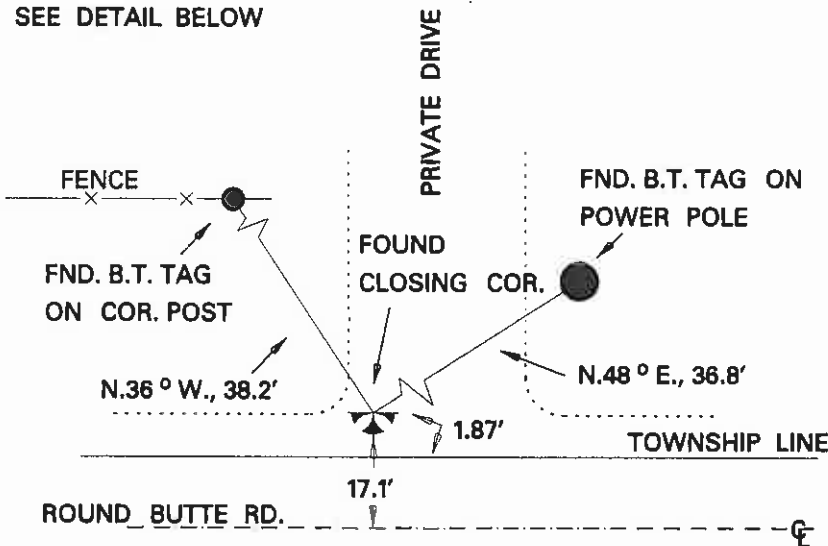 SEE DETAIL BELOW
PRIVATE DRIVE
FENCE
FND. B.T. TAG ON
POWER POLE
FOUND
CLOSING COR.
FND. B.T. TAG
ON COR. POST
N.36° W., 38.2'
N.48° E., 36.8'
1.87'
TOWNSHIP LINE
17.1'
ROUND BUTTE RD.
℄